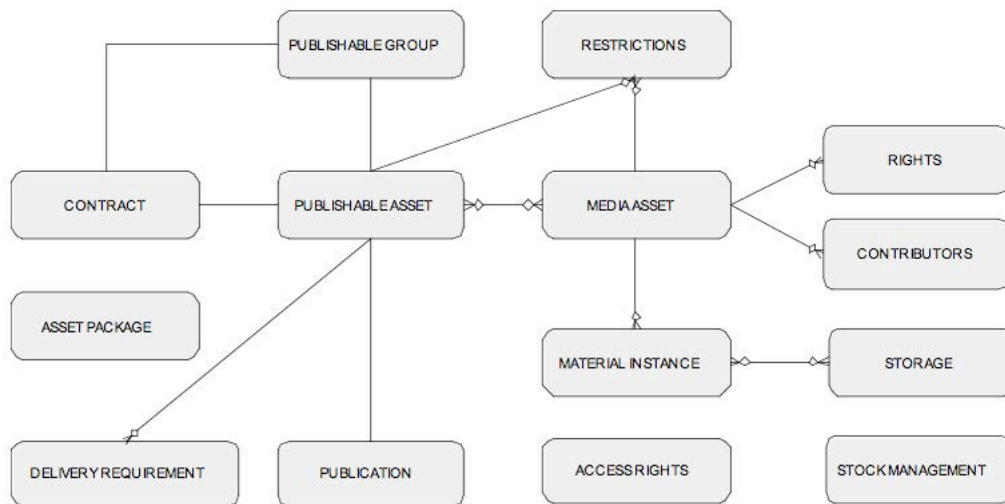 PUBLISHABLE GROUP
RESTRICTIONS
RIGHTS
CONTRACT
PUBLISHABLE ASSET
MEDIA ASSET
CONTRIBUTORS
ASSET PACKAGE
MATERIAL INSTANCE
STORAGE
DELIVERY REQUIREMENT
PUBLICATION
ACCESS RIGHTS
STOCK MANAGEMENT